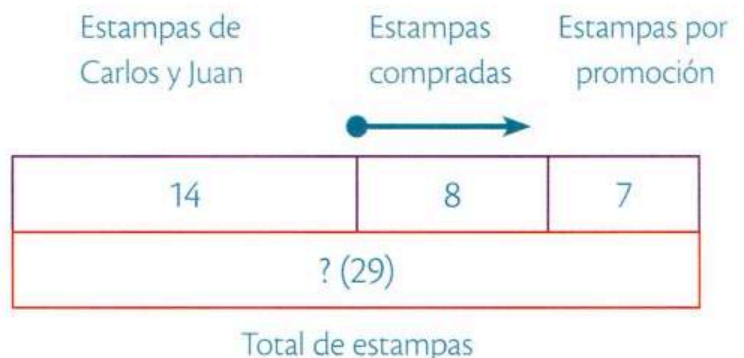 Estampas de
Carlos y Juan
Estampas
compradas
Estampas por
promoción
14
8
7
? (29)
Total de estampas